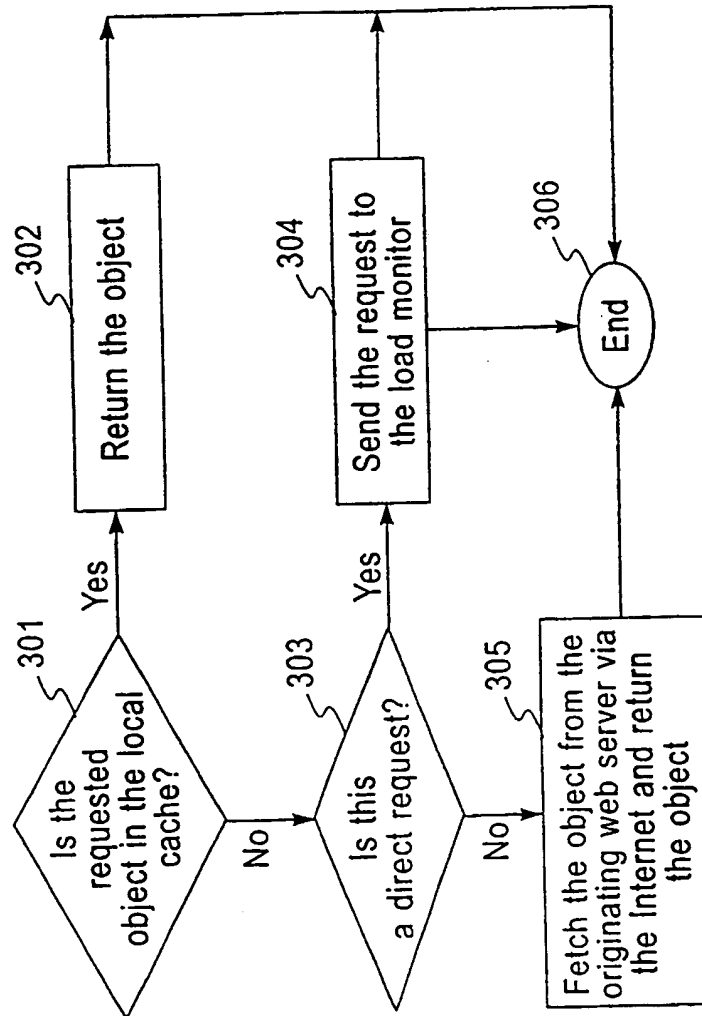 301
Is the
requested
object in the local
cache?
Yes
302
Return the object
No
303
Is this
a direct request?
Yes
304
Send the request to
the load monitor
No
305
Fetch the object from the
originating web server via
the Internet and return
the object
306
End